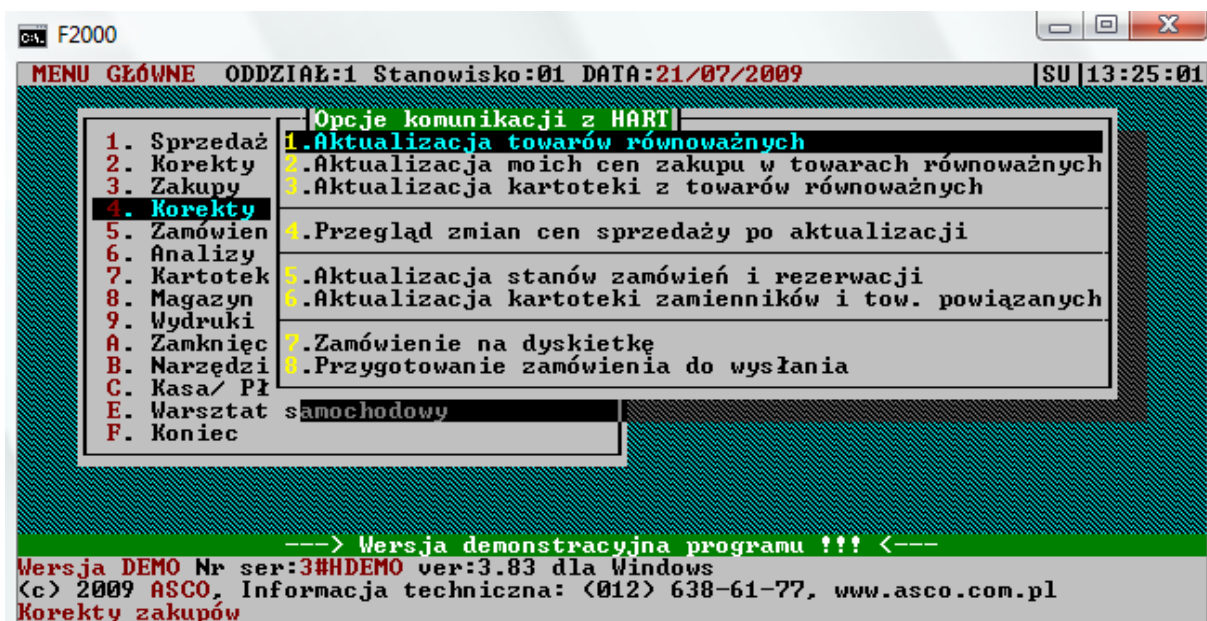 F2000
MENU GŁÓWNE ODDZIAŁ:1 Stanowisko:01 DATA:21/07/2009 |SU|13:25:01
Opcje komunikacji z HART
1. Sprzedaż
2. Korekty
3. Zakupy
4. Korekty
5. Zamówien
6. Analizy
7. Kartotek
8. Magazyn
9. Wydruki
A. Zamknięc
B. Narzędzi
C. Kasa/ Pł
E. Warsztat samochodowy
F. Koniec
1.Aktualizacja towarów równoważnych
2.Aktualizacja moich cen zakupu w towarach równoważnych
3.Aktualizacja kartoteki z towarów równoważnych
4.Przegląd zmian cen sprzedaży po aktualizacji
5.Aktualizacja stanów zamówień i rezerwacji
6.Aktualizacja kartoteki zamienników i tow. powiązanych
7.Zamówienie na dyskietkę
8.Przygotowanie zamówienia do wysłania
---> Wersja demonstracyjna programu !!! <---
Wersja DEMO Nr ser:3#HDEMO ver:3.83 dla Windows
(c) 2009 ASCO, Informacja techniczna: (012) 638-61-77, www.asco.com.pl
Korekty zakupów